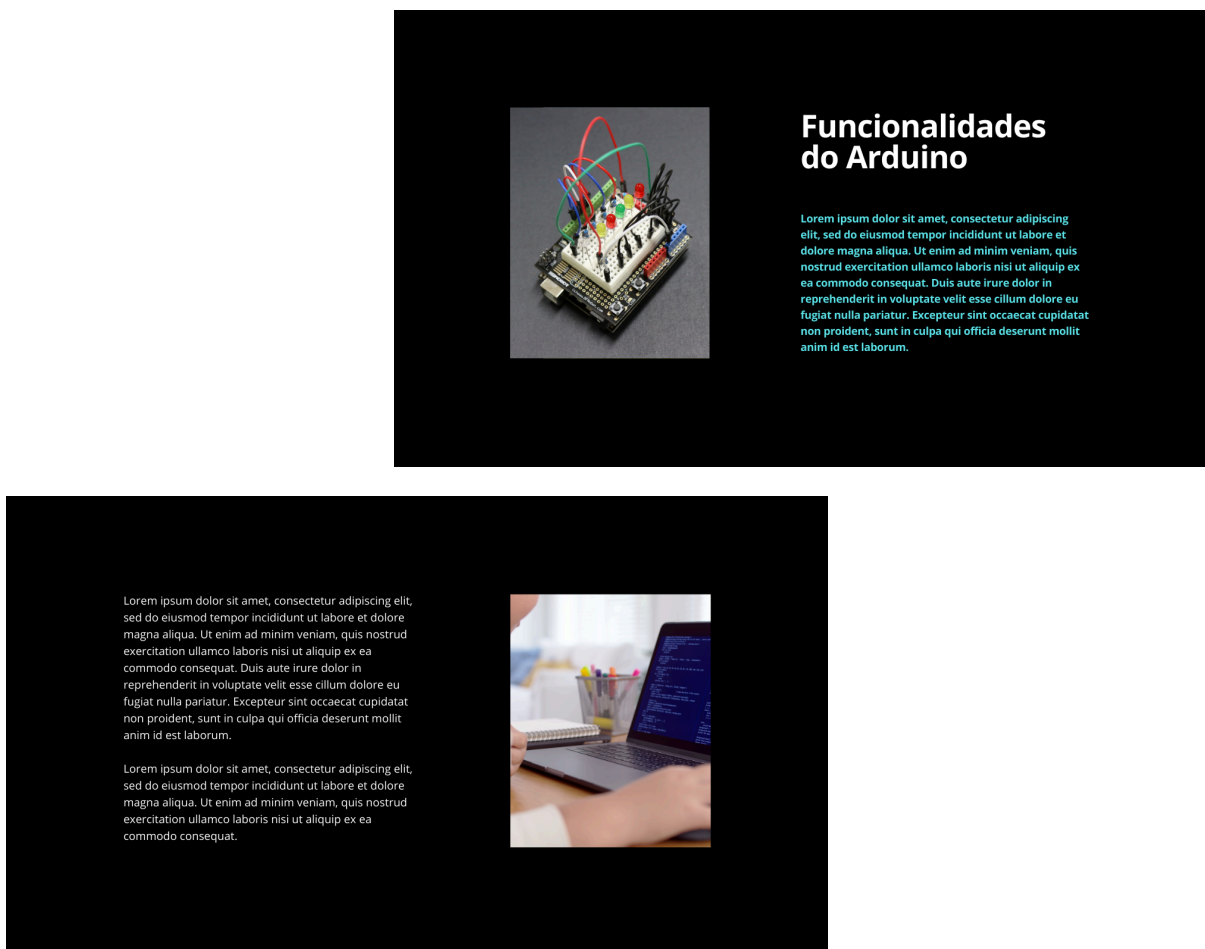 Funcionalidades
do Arduino
Lorem ipsum dolor sit amet, consectetur adipiscing
elit, sed do eiusmod tempor incididunt ut labore et
dolore magna aliqua. Ut enim ad minim veniam, quis
nostrud exercitation ullamco laboris nisi ut aliquip ex
ea commodo consequat. Duis aute irure dolor in
reprehenderit in voluptate velit esse cillum dolore eu
fugiat nulla pariatur. Excepteur sint occaecat cupidatat
non proident, sunt in culpa qui officia deserunt mollit
anim id est laborum.
Lorem ipsum dolor sit amet, consectetur adipiscing elit,
sed do eiusmod tempor incididunt ut labore et dolore
magna aliqua. Ut enim ad minim veniam, quis nostrud
exercitation ullamco laboris nisi ut aliquip ex ea
commodo consequat. Duis aute irure dolor in
reprehenderit in voluptate velit esse cillum dolore eu
fugiat nulla pariatur. Excepteur sint occaecat cupidatat
non proident, sunt in culpa qui officia deserunt mollit
anim id est laborum.
Lorem ipsum dolor sit amet, consectetur adipiscing elit,
sed do eiusmod tempor incididunt ut labore et dolore
magna aliqua. Ut enim ad minim veniam, quis nostrud
exercitation ullamco laboris nisi ut aliquip ex ea
commodo consequat.